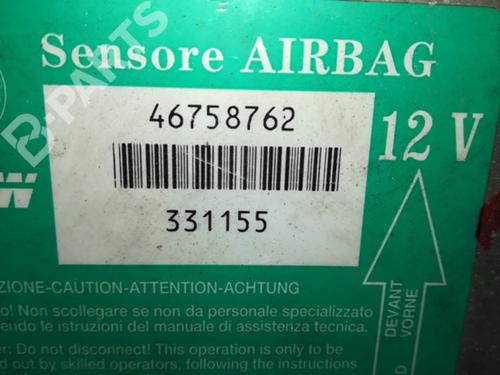 Sensore AIRBAG
46758762
12 V
331155
W
ZIONE-CAUTION-ATTENTION-ACHTUNG
o! Non scollegare se non da personale specializzato
endo le istruzioni del manuale di assistenza tecnica.
er: Do not disconnect! This operation is only to be
d out by skilled operators, following the instructions
DEVANT
VORNE
B-PARTS